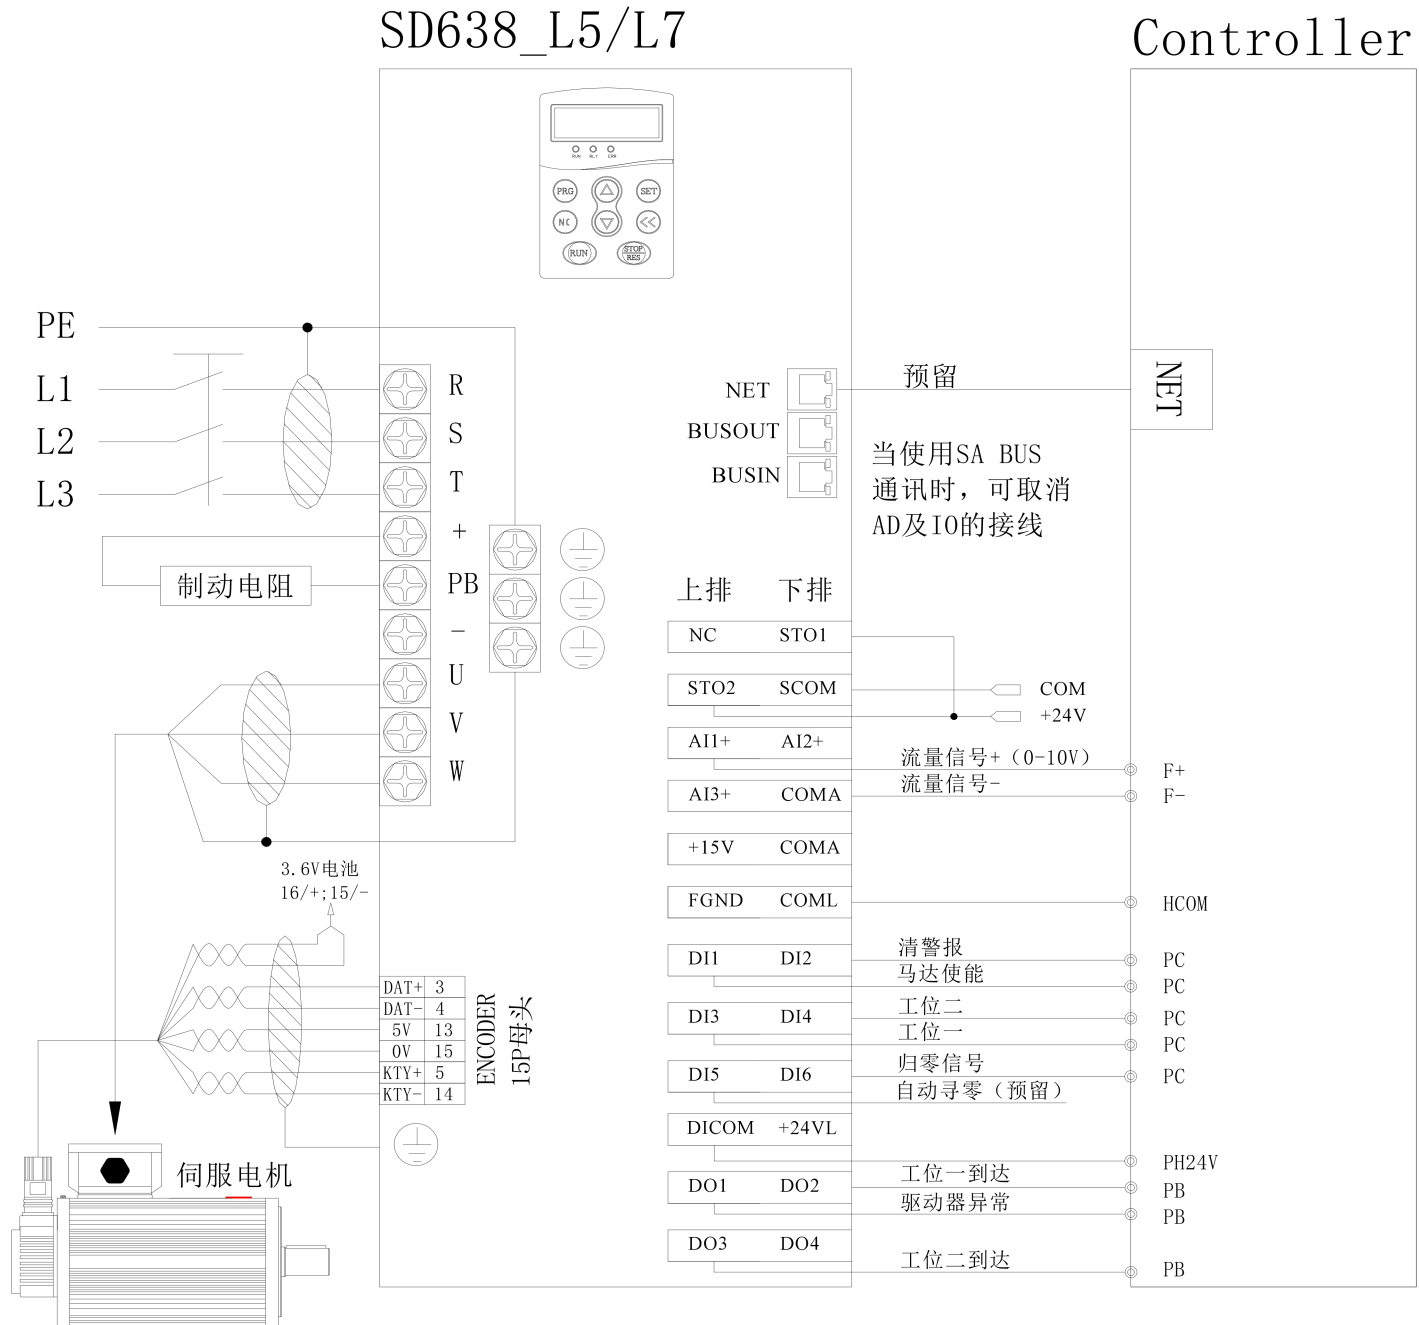 SD638_L5/L7
Controller
RUN RLY ERR
PRG SET
NC <<
RUN STOP
RES
PE
L1
L2
L3
R
S
T
+
PB
-
U
V
W
制动电阻
NET
BUSOUT
BUSIN
预留
NET
当使用SA BUS
通讯时，可取消
AD及IO的接线
上排 下排
NC STO1
STO2 SCOM
COM
+24V
AI1+ AI2+
流量信号+（0-10V）
F+
流量信号-
F-
AI3+ COMA
+15V COMA
FGND COML
HCOM
DI1 DI2
清警报
PC
马达使能
PC
DI3 DI4
工位二
PC
工位一
PC
DI5 DI6
归零信号
PC
自动寻零（预留）
DICOM +24VL
PH24V
DO1 DO2
工位一到达
PB
驱动器异常
PB
DO3 DO4
工位二到达
PB
3.6V电池
16/+;15/-
DAT+ 3
DAT- 4
5V 13
0V 15
KTY+ 5
KTY- 14
ENCODER
15P母头
伺服电机